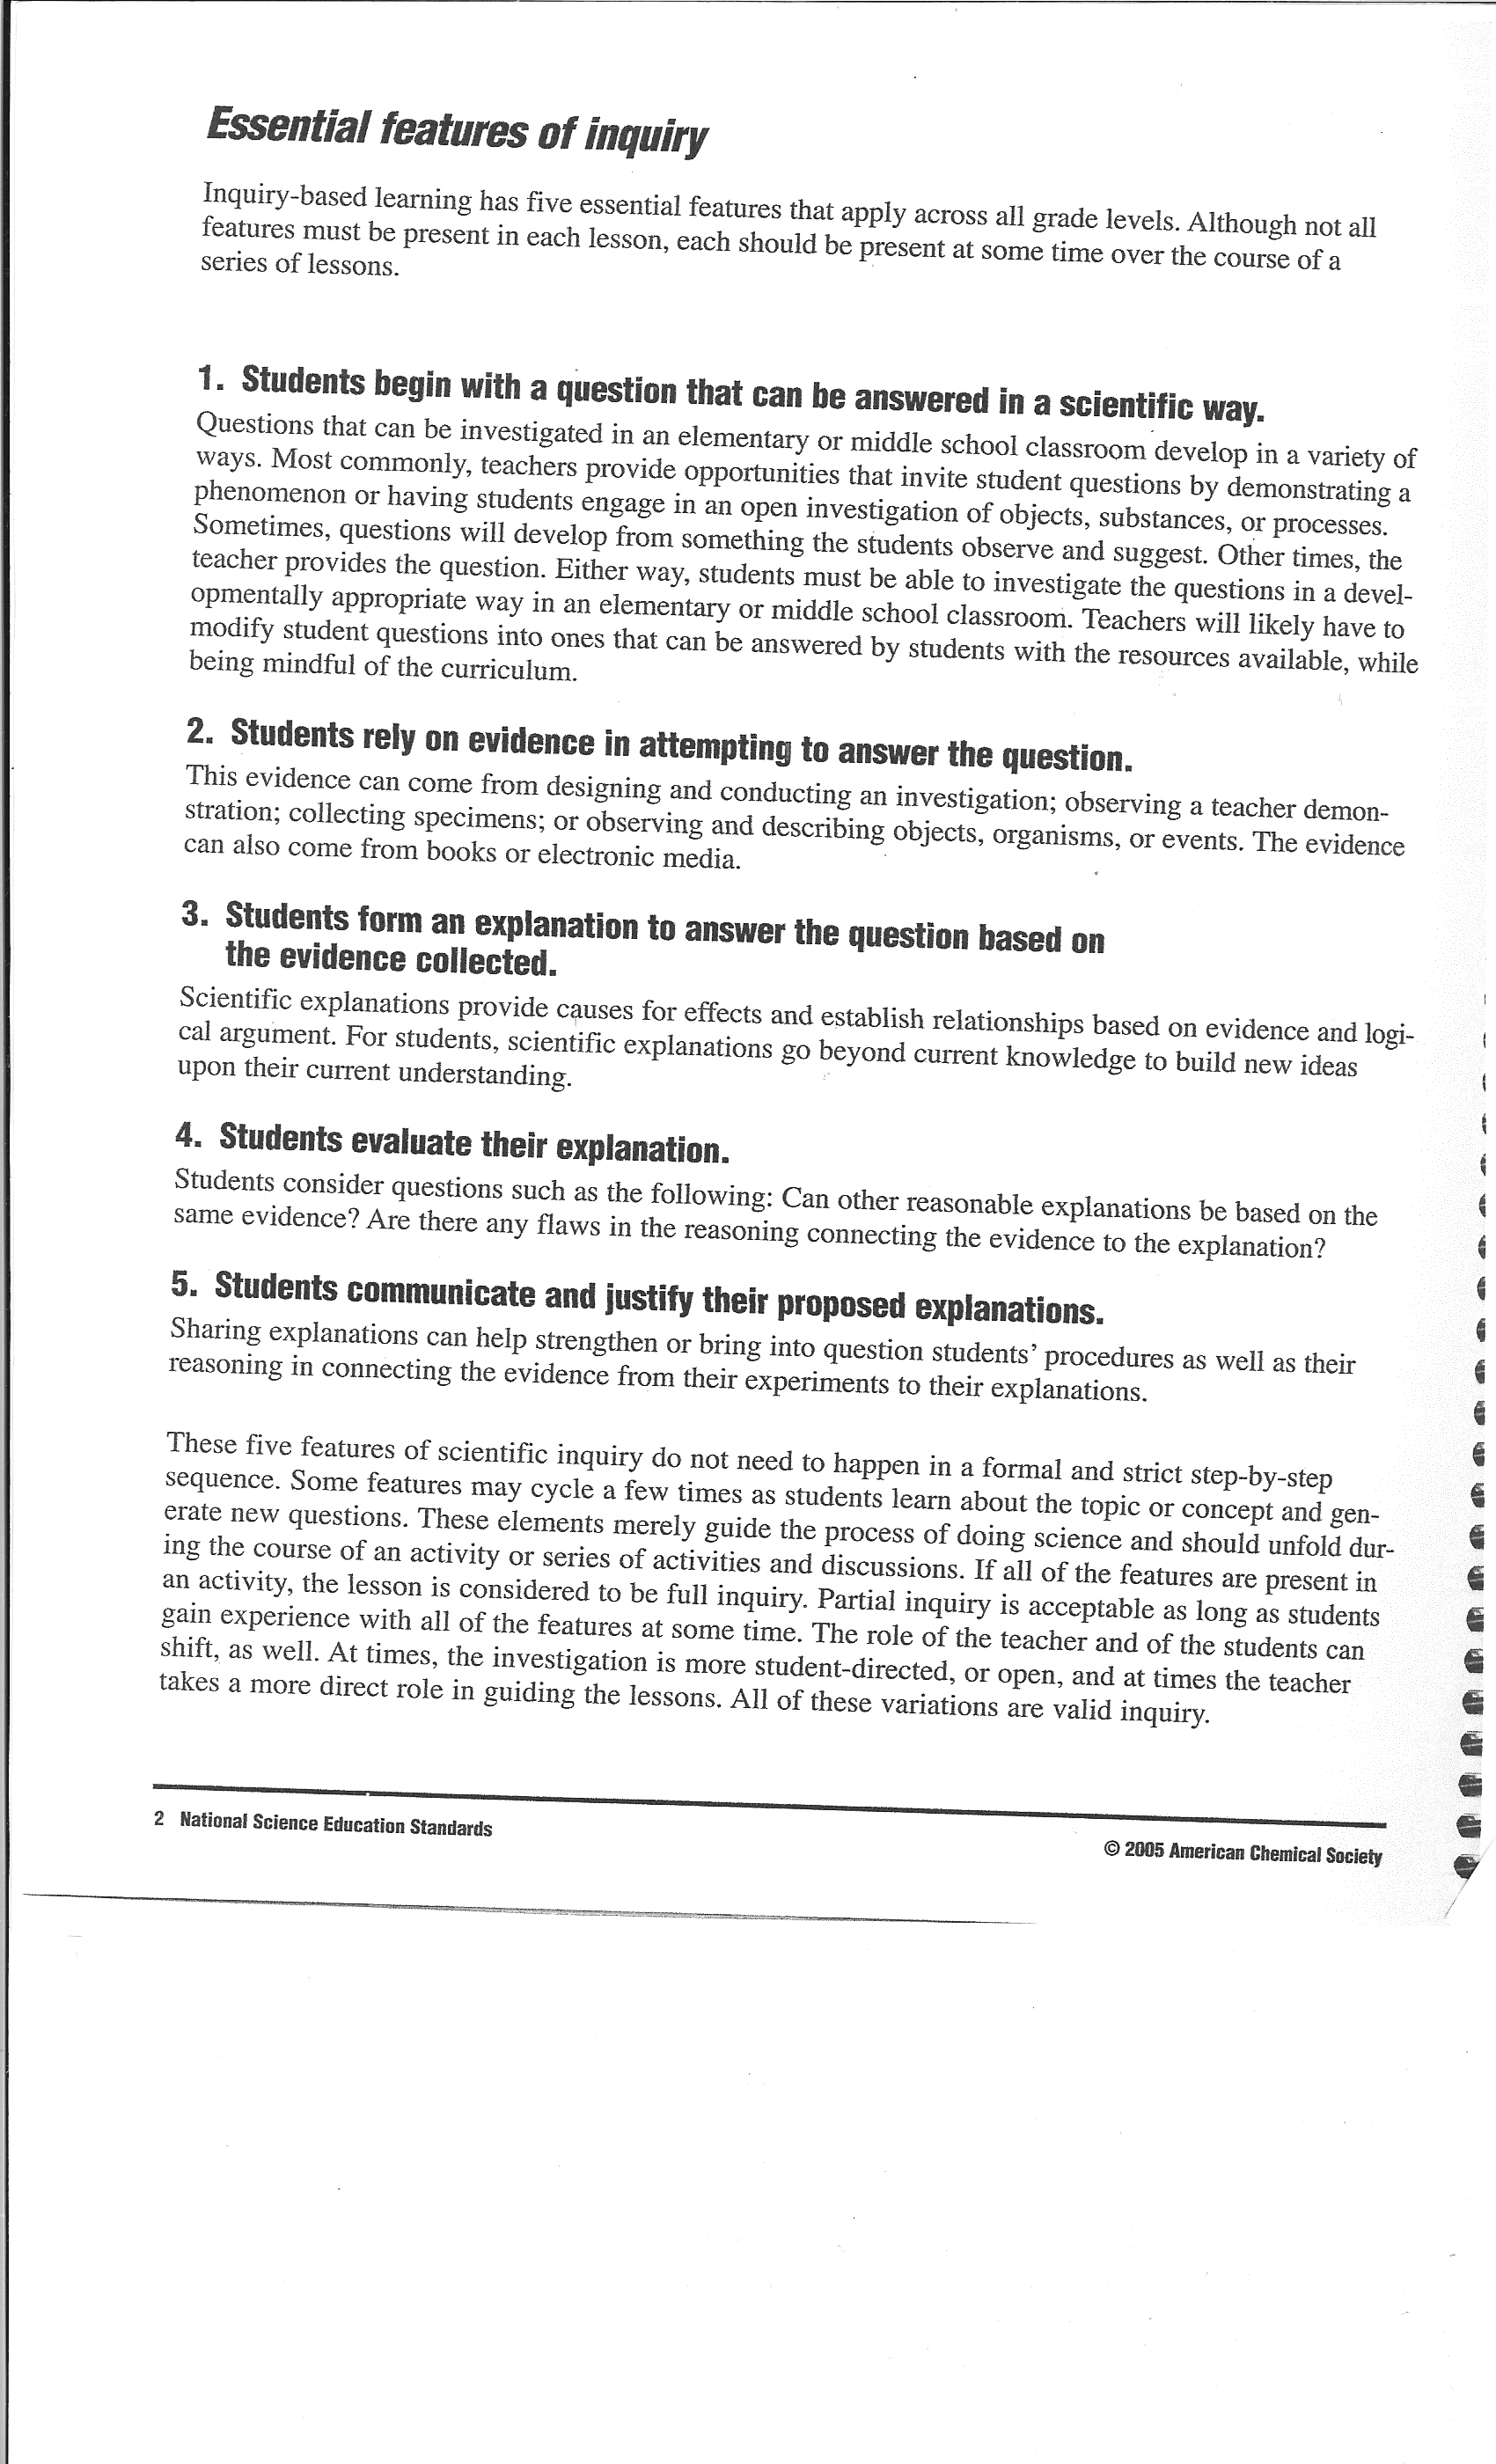 Essential features of inquiry
Inquiry-based learning has five essential features that apply across all grade levels. Although not all
features must be present in each lesson, each should be present at some time over the course of a
series of lessons.
1. Students begin with a question that can be answered in a scientific way.
Questions that can be investigated in an elementary or middle school classroom develop in a variety of
ways. Most commonly, teachers provide opportunities that invite student questions by demonstrating a
phenomenon or having students engage in an open investigation of objects, substances, or processes.
Sometimes, questions will develop from something the students observe and suggest. Other times, the
teacher provides the question. Either way, students must be able to investigate the questions in a devel-
opmentally appropriate way in an elementary or middle school classroom. Teachers will likely have to
modify student questions into ones that can be answered by students with the resources available, while
being mindful of the curriculum.
2. Students rely on evidence in attempting to answer the question.
This evidence can come from designing and conducting an investigation; observing a teacher demon-
stration; collecting specimens; or observing and describing objects, organisms, or events. The evidence
can also come from books or electronic media.
3. Students form an explanation to answer the question based on
the evidence collected.
Scientific explanations provide causes for effects and establish relationships based on evidence and logi-
cal argument. For students, scientific explanations go beyond current knowledge to build new ideas
upon their current understanding.
4. Students evaluate their explanation.
Students consider questions such as the following: Can other reasonable explanations be based on the
same evidence? Are there any flaws in the reasoning connecting the evidence to the explanation?
5. Students communicate and justify their proposed explanations.
Sharing explanations can help strengthen or bring into question students' procedures as well as their
reasoning in connecting the evidence from their experiments to their explanations.
These five features of scientific inquiry do not need to happen in a formal and strict step-by-step
sequence. Some features may cycle a few times as students learn about the topic or concept and gen-
erate new questions. These elements merely guide the process of doing science and should unfold dur-
ing the course of an activity or series of activities and discussions. If all of the features are present in
an activity, the lesson is considered to be full inquiry. Partial inquiry is acceptable as long as students
gain experience with all of the features at some time. The role of the teacher and of the students can
shift, as well. At times, the investigation is more student-directed, or open, and at times the teacher
takes a more direct role in guiding the lessons. All of these variations are valid inquiry.
2 National Science Education Standards
© 2005 American Chemical Society